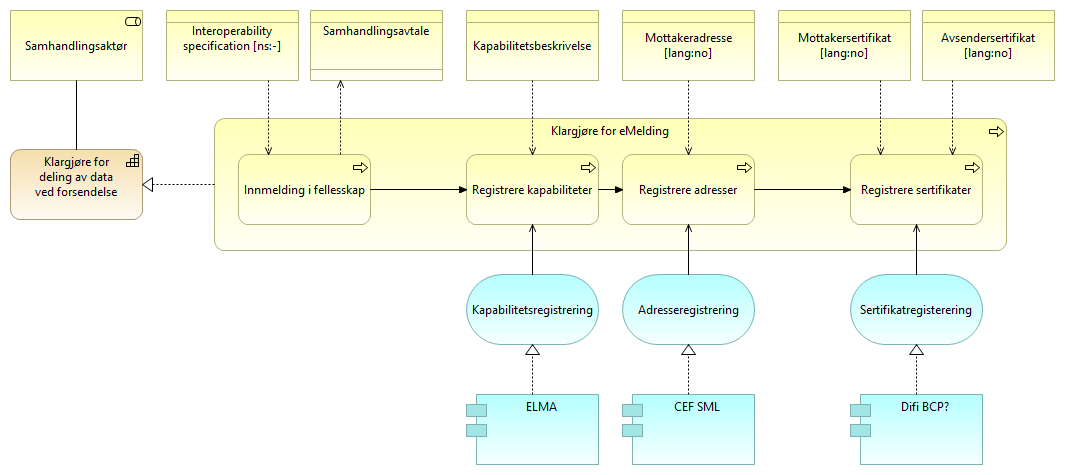 Samhandlingsaktør
Interoperability
specification [ns:-]
Samhandlingsavtale
Kapabilitetsbeskrivelse
Mottakeradresse
[lang:no]
Mottakersertifikat
[lang:no]
Avsendersertifikat
[lang:no]
Klargjøre for eMelding
Klargjøre for
deling av data
ved forsendelse
Innmelding i fellesskap
Registrere kapabiliteter
Registrere adresser
Registrere sertifikater
Kapabilitetsregistrering
Adresseregistrering
Sertifikatregisterering
ELMA
CEF SML
Difi BCP?